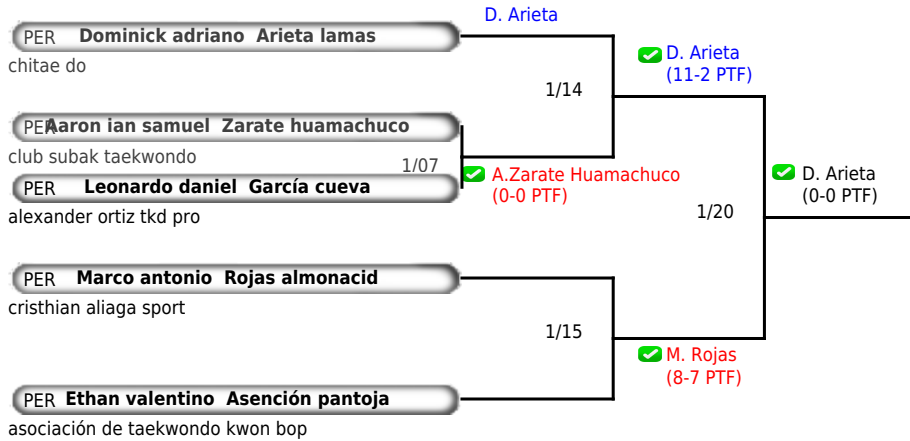 D. Arieta
PER Dominick adriano Arieta lamas
chitae do
D. Arieta
(11-2 PTF)
1/14
PER Aaron ian samuel Zarate huamachuco
club subak taekwondo
1/07
A.Zarate Huamachuco
(0-0 PTF)
D. Arieta
(0-0 PTF)
PER Leonardo daniel García cueva
alexander ortiz tkd pro
1/20
PER Marco antonio Rojas almonacid
cristhian aliaga sport
1/15
M. Rojas
(8-7 PTF)
PER Ethan valentino Asención pantoja
asociación de taekwondo kwon bop